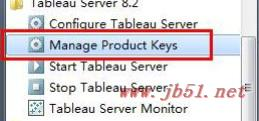 Tableau Server 8.2
Configure Tableau Server
Manage Product Keys
Start Tableau Server
Stop Tableau Server
www.jb51.net
Tableau Server Monitor